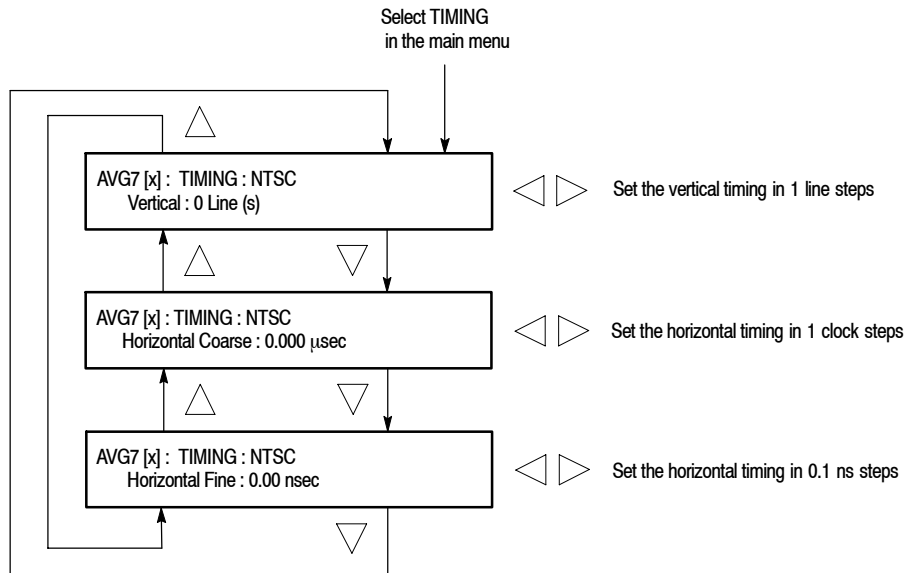 Select TIMING
in the main menu
AVG7 [x] : TIMING : NTSC
Vertical : 0 Line (s)
Set the vertical timing in 1 line steps
AVG7 [x] : TIMING : NTSC
Horizontal Coarse : 0.000 μsec
Set the horizontal timing in 1 clock steps
AVG7 [x] : TIMING : NTSC
Horizontal Fine : 0.00 nsec
Set the horizontal timing in 0.1 ns steps